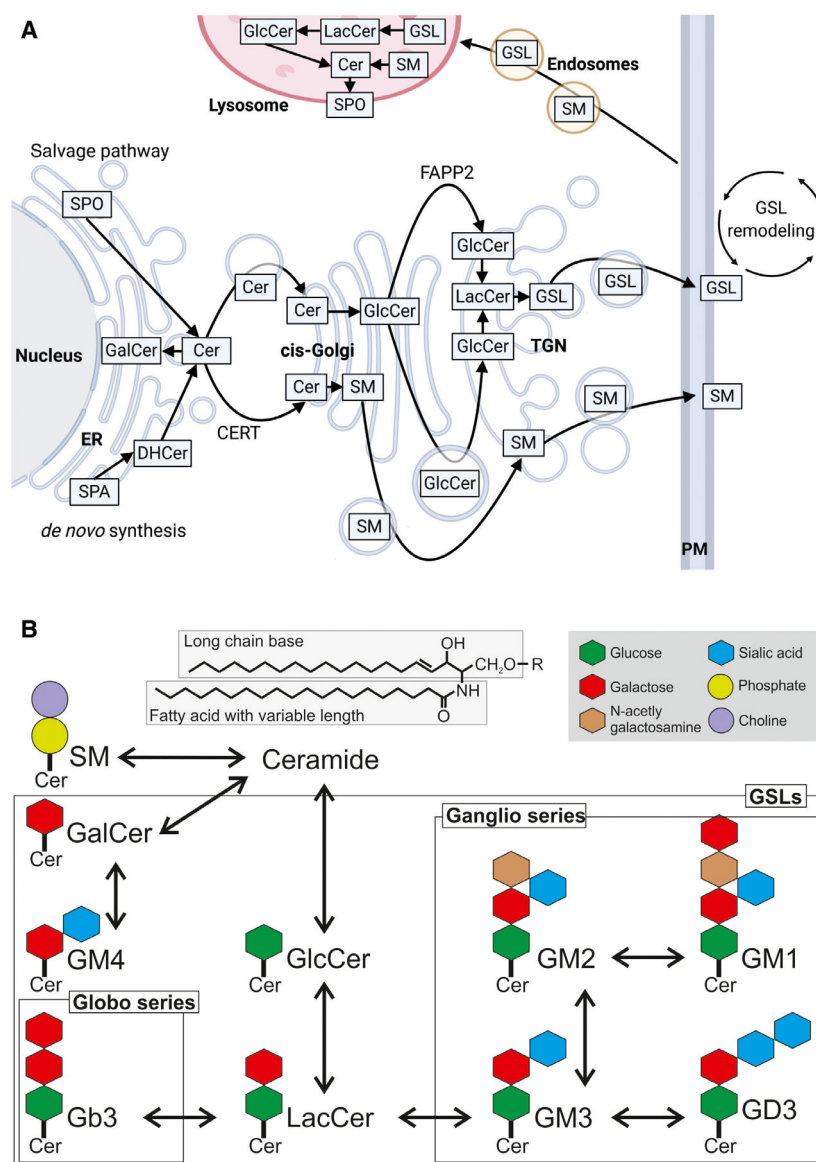 A
GlcCer
LacCer
GSL
Cer
SM
Lysosome
SPO
GSL
Endosomes
SM
Salvage pathway
SPO
FAPP2
GSL
remodeling
Cer
GlcCer
Cer
GlcCer
LacCer
GSL
GSL
GSL
Nucleus
GalCer
Cer
cis-Golgi
GlcCer
TGN
Cer
SM
SM
SM
CERT
ER
DHCer
SM
GlcCer
SPA
SM
de novo synthesis
PM
B
Long chain base
OH
CH2O
R
NH
O
Fatty acid with variable length
Glucose
Sialic acid
Galactose
Phosphate
N-acetly
galactosamine
Choline
SM
Cer
Ceramide
GSLs
GalCer
Cer
Ganglio series
GM4
Cer
GlcCer
Cer
GM2
Cer
GM1
Cer
Globo series
Gb3
Cer
LacCer
Cer
GM3
Cer
GD3
Cer